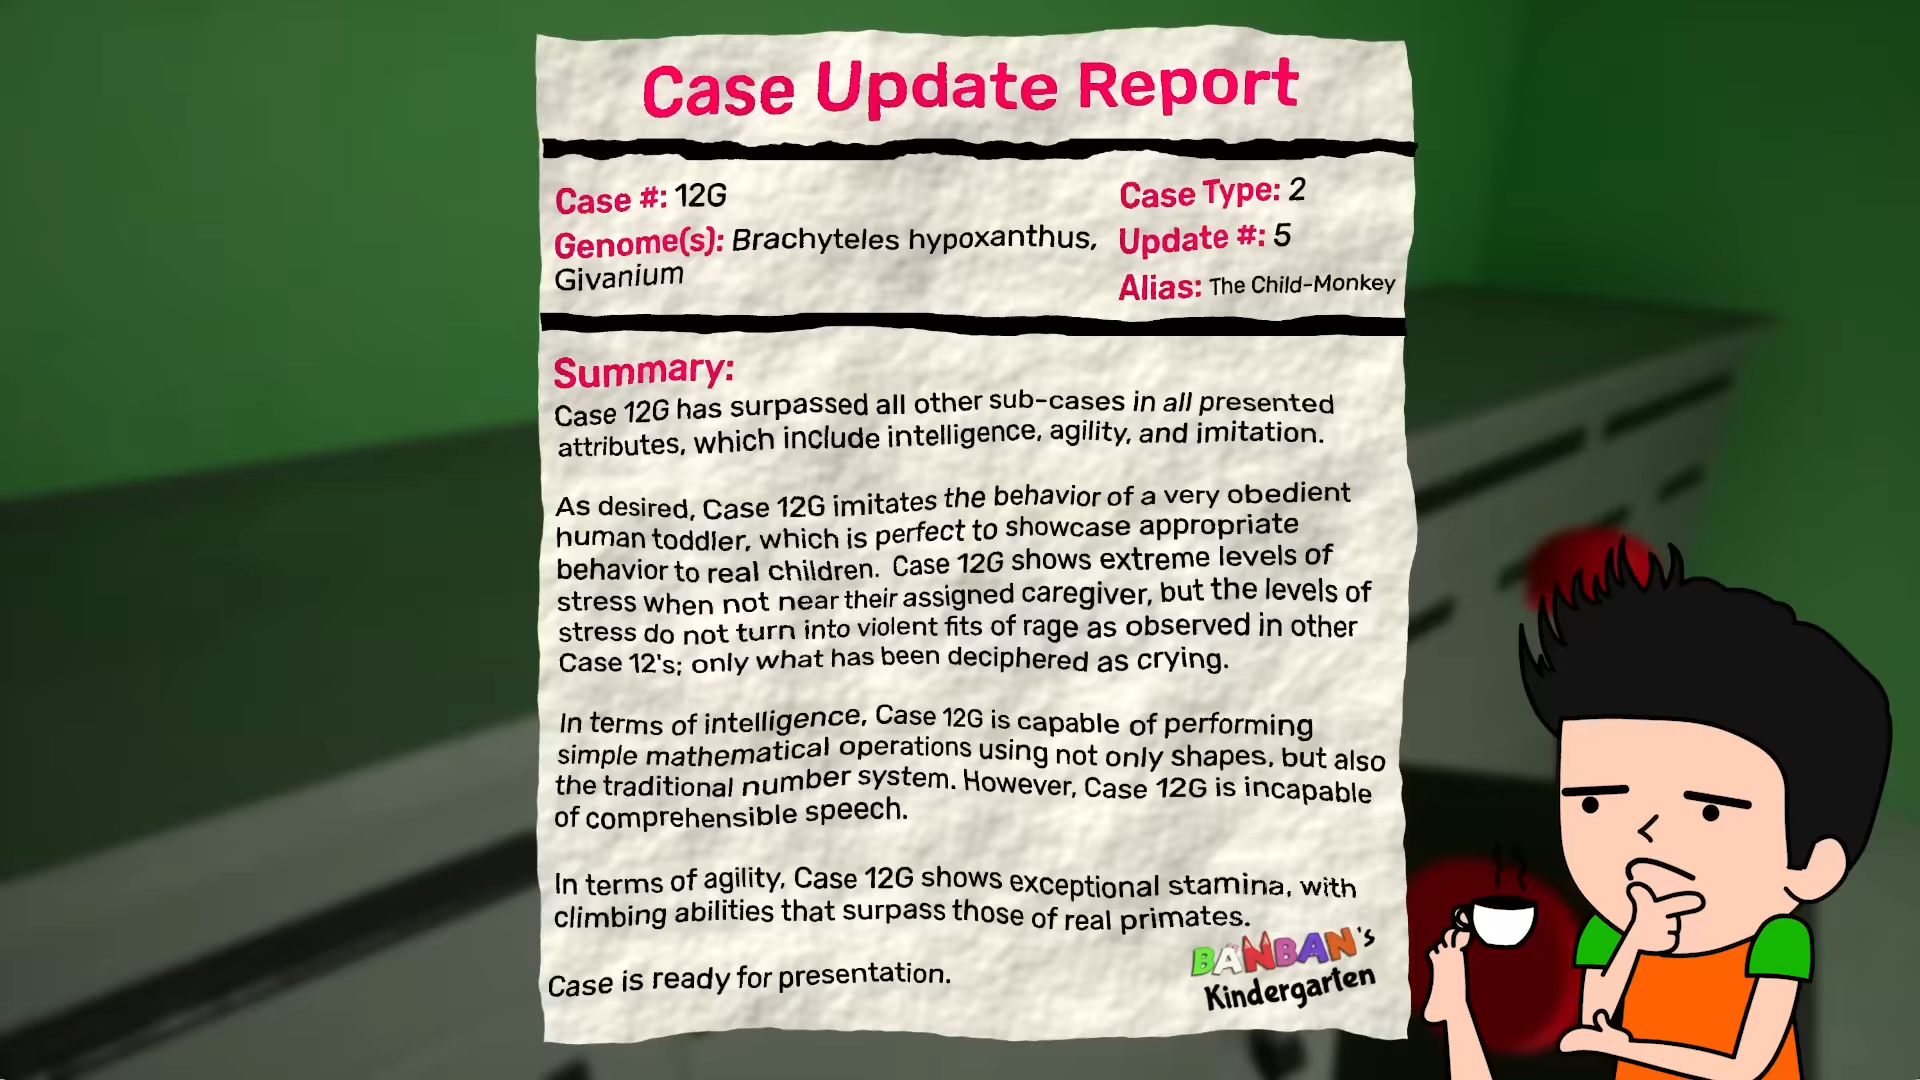 Case Update Report
Case #: 12G
Genome(s): Brachyteles hypoxanthus,
Givanium
Case Type: 2
Update #: 5
Alias: The Child-Monkey
Summary:
Case 12G has surpassed all other sub-cases in all presented
attributes, which include intelligence, agility, and imitation.
As desired, Case 12G imitates the behavior of a very obedient
human toddler, which is perfect to showcase appropriate
behavior to real children. Case 12G shows extreme levels of
stress when not near their assigned caregiver, but the levels of
stress do not turn into violent fits of rage as observed in other
Case 12's; only what has been deciphered as crying.
In terms of intelligence, Case 12G is capable of performing
simple mathematical operations using not only shapes, but also
the traditional number system. However, Case 12G is incapable
of comprehensible speech.
In terms of agility, Case 12G shows exceptional stamina, with
climbing abilities that surpass those of real primates.
Case is ready for presentation.
BANBAN's
Kindergarten